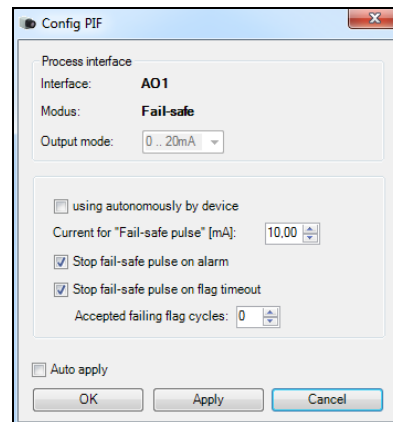 Config PIF
Process interface
Interface: AO1
Modus: Fail-safe
Output mode: 0 .. 20mA
using autonomously by device
Current for "Fail-safe pulse" [mA]: 10,00
Stop fail-safe pulse on alarm
Stop fail-safe pulse on flag timeout
Accepted failing flag cycles: 0
Auto apply
OK Apply Cancel